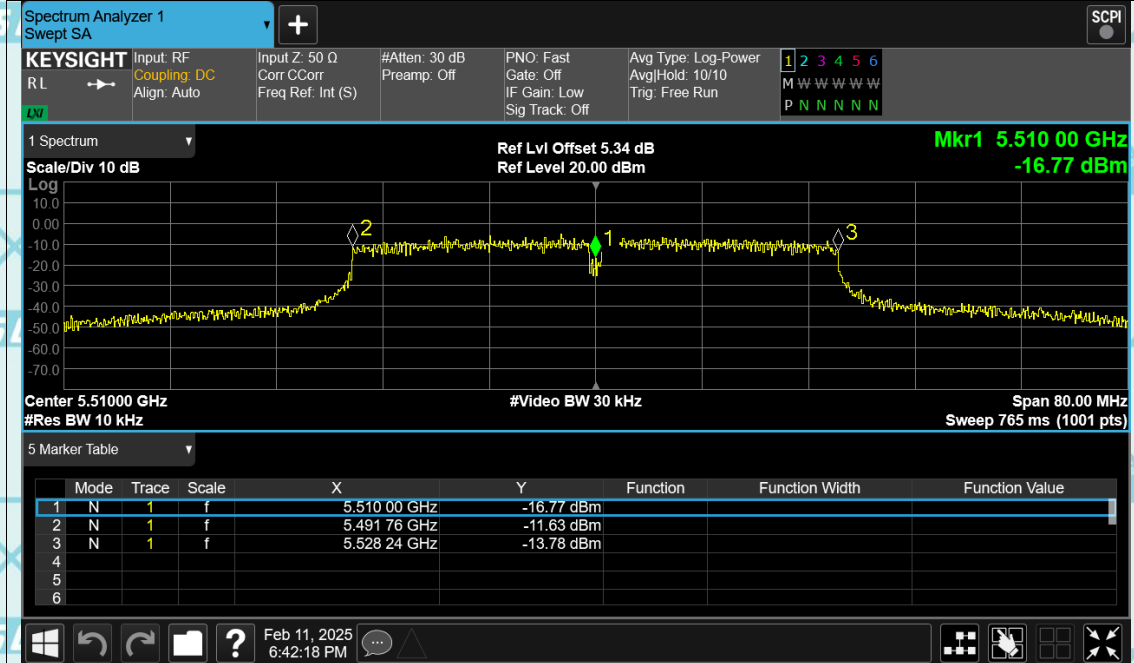 Spectrum Analyzer 1
Swept SA
+
SCPI
KEYSIGHT
RL
LXI
Input: RF
Coupling: DC
Align: Auto
Input Z: 50 Ω
Corr CCorr
Freq Ref: Int (S)
#Atten: 30 dB
Preamp: Off
PNO: Fast
Gate: Off
IF Gain: Low
Sig Track: Off
Avg Type: Log-Power
Avg|Hold: 10/10
Trig: Free Run
1 2 3 4 5 6
M W W W W W
P N N N N N
1 Spectrum
Scale/Div 10 dB
Ref Lvl Offset 5.34 dB
Ref Level 20.00 dBm
Mkr1 5.510 00 GHz
-16.77 dBm
Log
10.0
0.00
-10.0
-20.0
-30.0
-40.0
-50.0
-60.0
-70.0
2
1
3
Center 5.51000 GHz
#Video BW 30 kHz
Span 80.00 MHz
#Res BW 10 kHz
Sweep 765 ms (1001 pts)
5 Marker Table
Mode Trace Scale X Y Function Function Width Function Value
1 N 1 f 5.510 00 GHz -16.77 dBm
2 N 1 f 5.491 76 GHz -11.63 dBm
3 N 1 f 5.528 24 GHz -13.78 dBm
4
5
6
?
Feb 11, 2025
6:42:18 PM